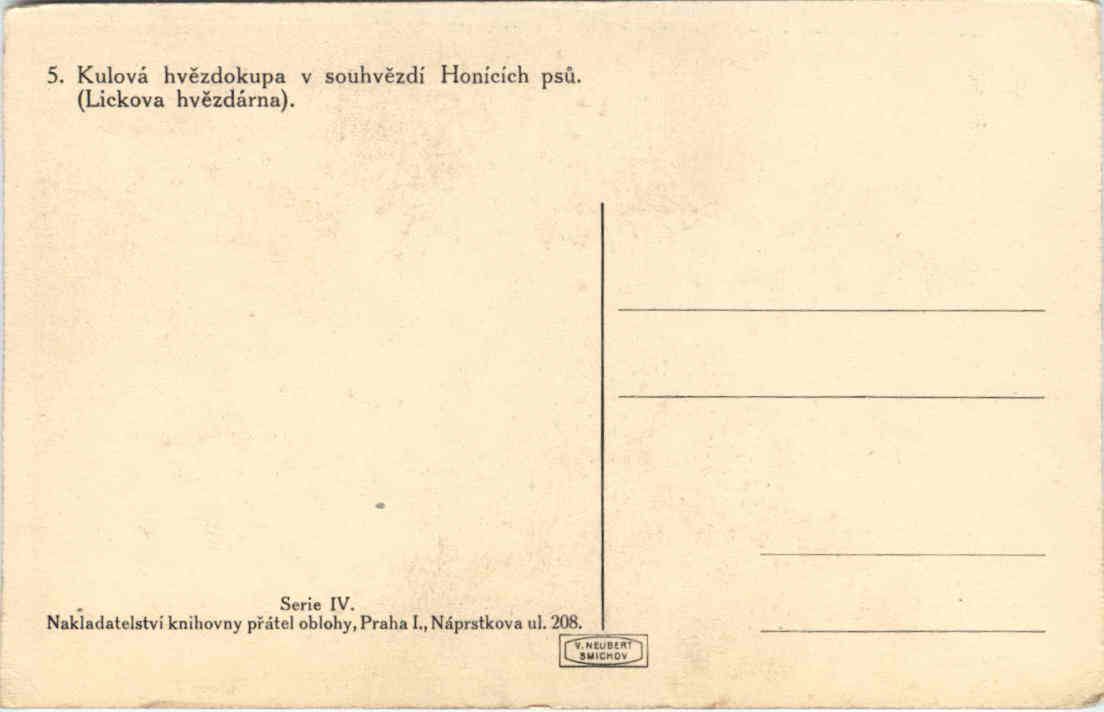 5. Kulová hvězdokupa v souhvězdí Honících psů.
(Lickova hvězdárna).
Serie IV.
Nakladatelství knihovny přátel oblohy, Praha I., Náprstkova ul. 208.
V. NEUBERT
SMICHOV